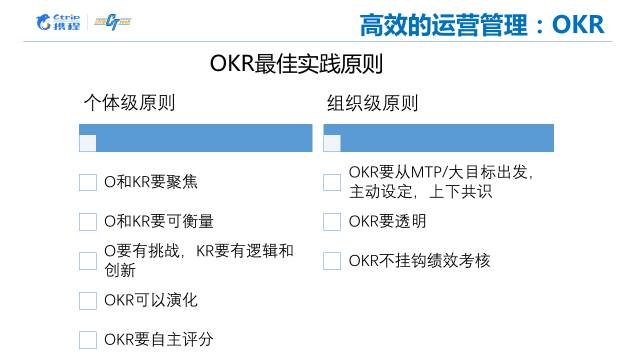 Ctrip
携程
CT
高效的运营管理：OKR
OKR最佳实践原则
个体级原则
O和KR要聚焦
O和KR要可衡量
O要有挑战，KR要有逻辑和
创新
OKR可以演化
OKR要自主评分
组织级原则
OKR要从MTP/大目标出发，
主动设定，上下共识
OKR要透明
OKR不挂钩绩效考核